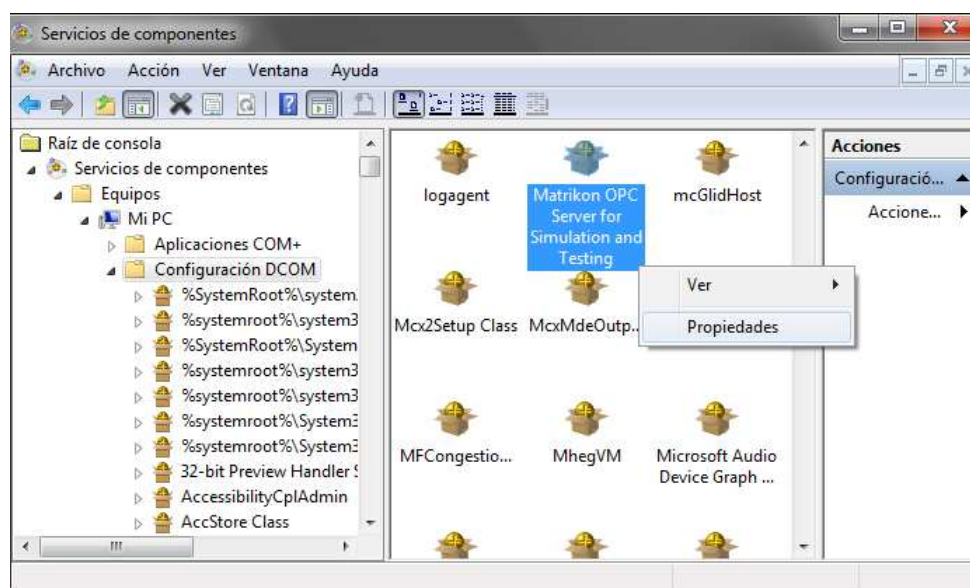 Servicios de componentes
Archivo Acción Ver Ventana Ayuda
Raíz de consola
Servicios de componentes
Equipos
Mi PC
Aplicaciones COM+
Configuración DCOM
%SystemRoot%\system
%systemroot%\system3
%SystemRoot%\System
%systemroot%\system3
%systemroot%\System3
%systemroot%\System3
%systemroot%\System3
32-bit Preview Handler S
AccessibilityCplAdmin
AccStore Class
logagent
Matrikon OPC
Server for
Simulation and
Testing
mcGlidHost
Mcx2Setup Class
McxMdeOutp...
Ver
Propiedades
MFCongestio...
MhegVM
Microsoft Audio
Device Graph ...
Acciones
Configuració...
Accione...